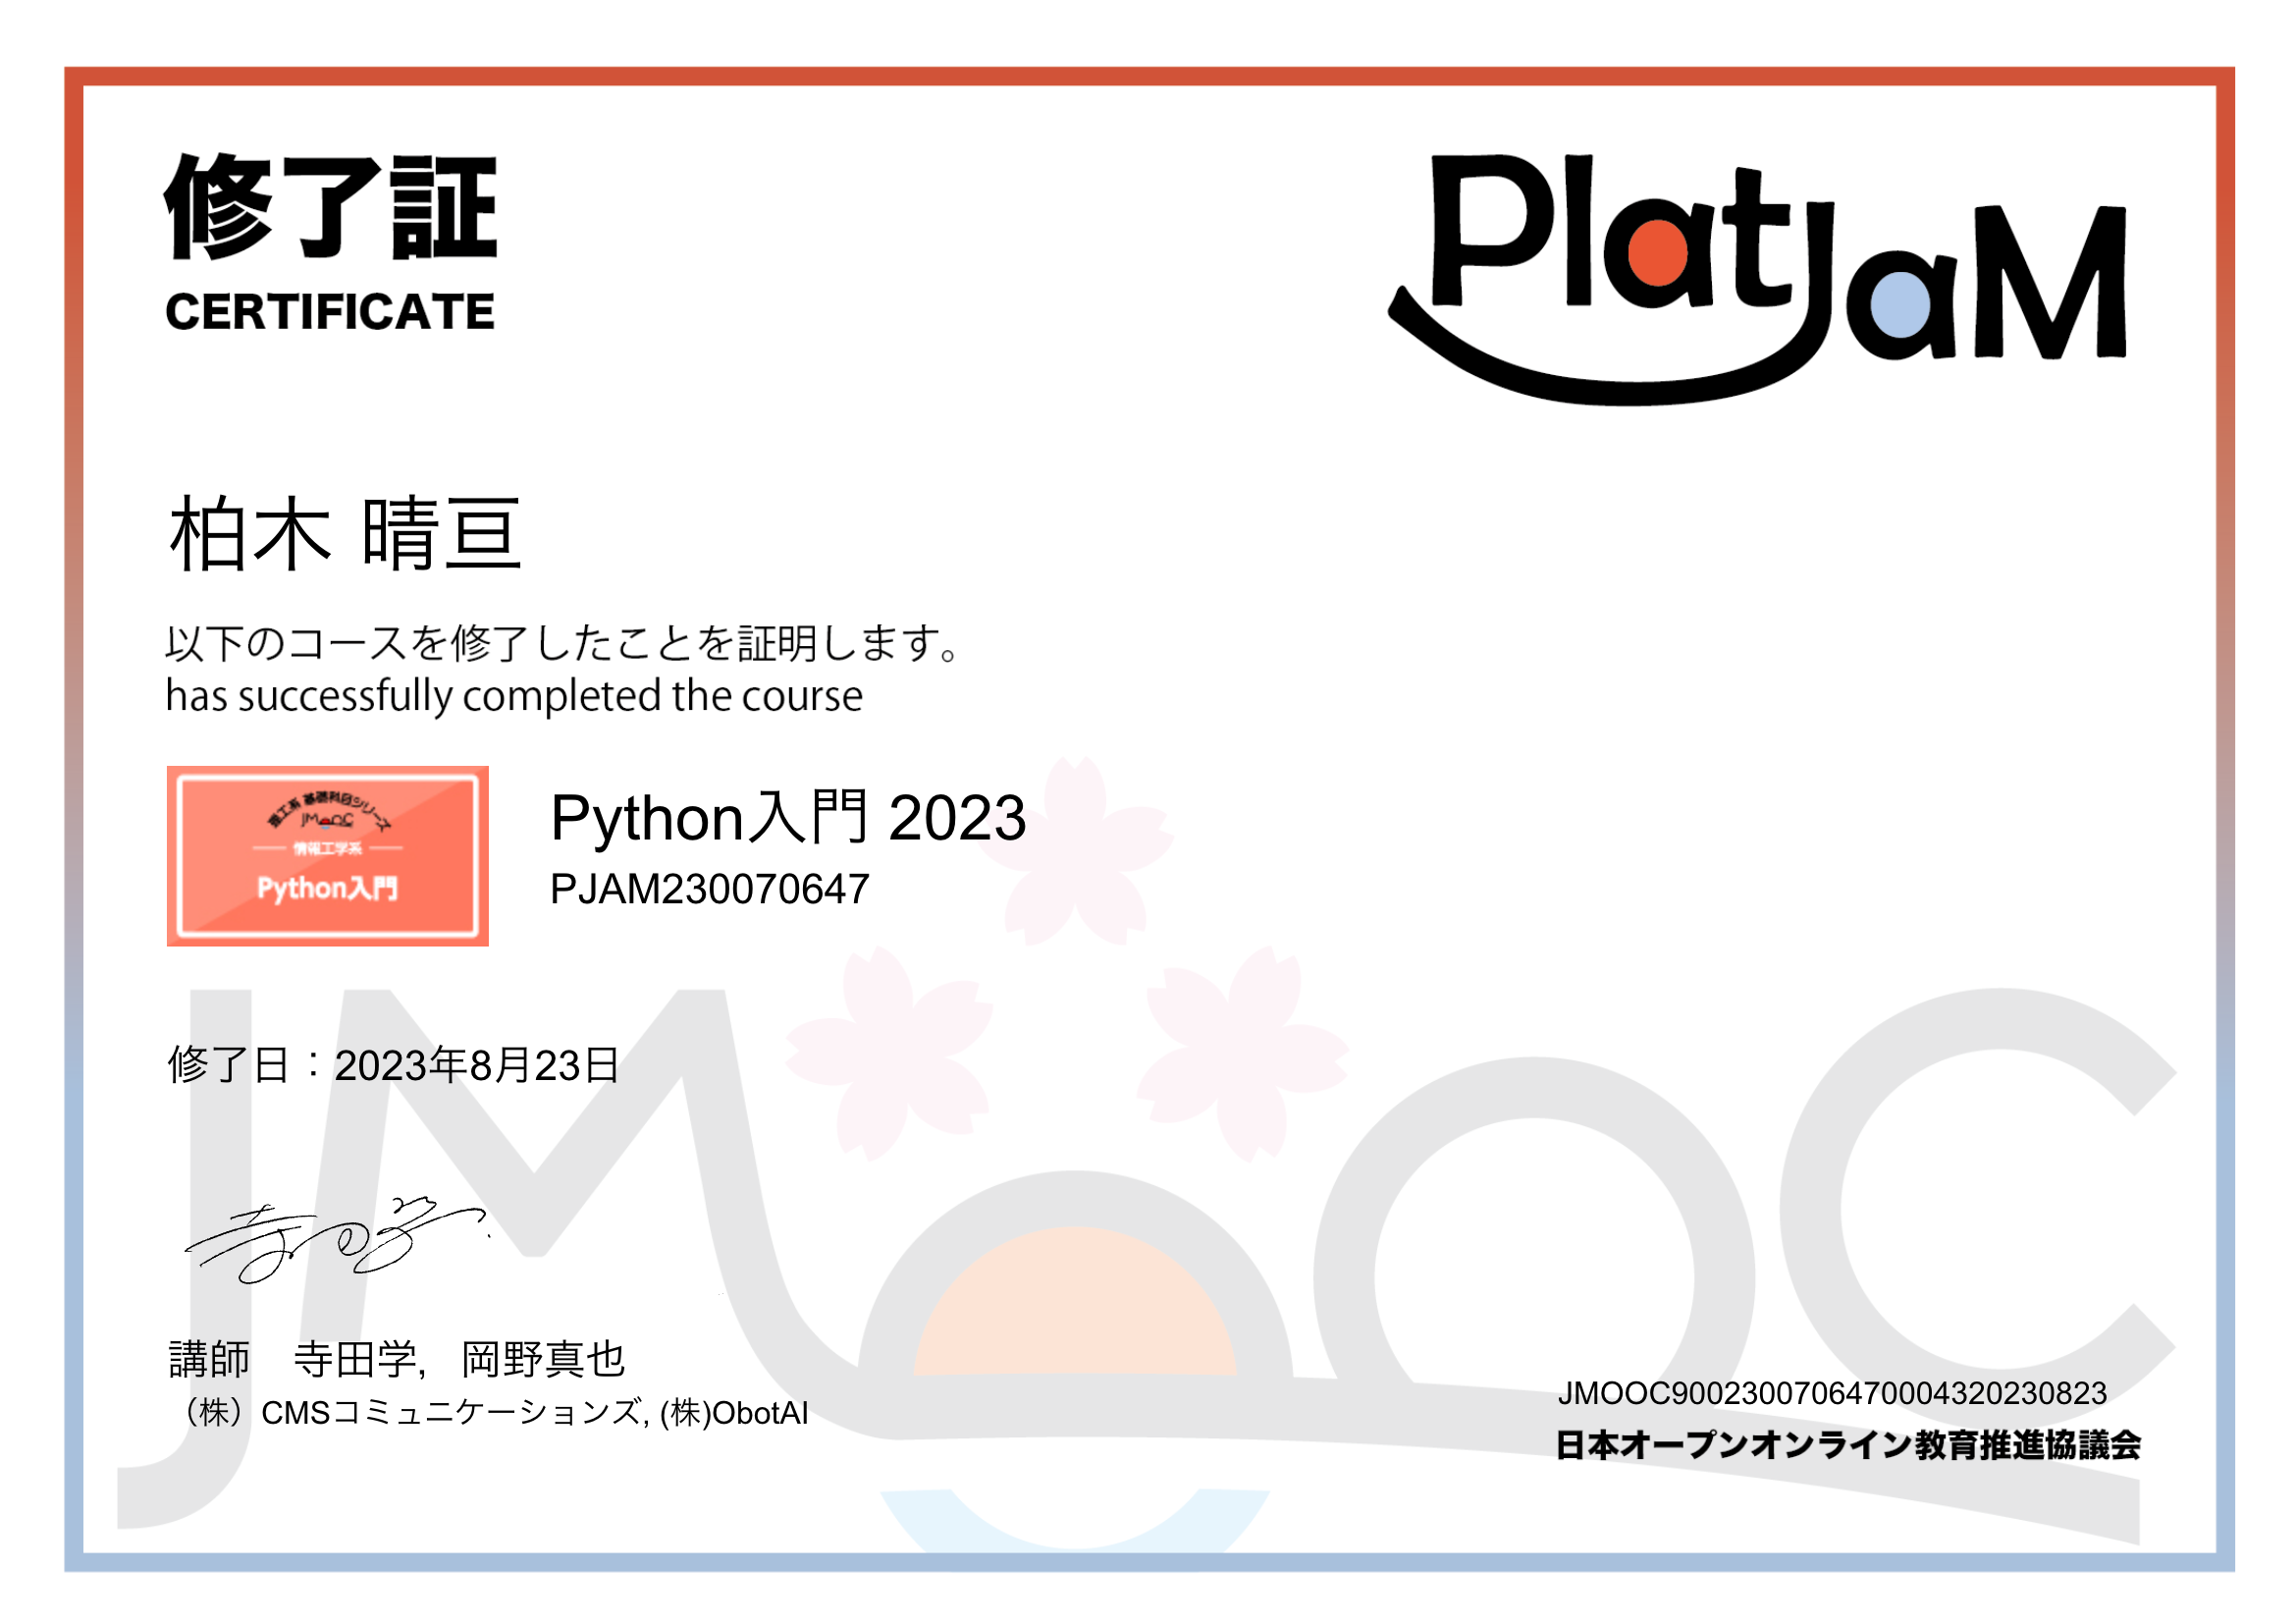 修了証
CERTIFICATE
PlatJaM
柏木 晴亘
以下のコースを修了したことを証明します。
has successfully completed the course
理工系 基礎科目シリーズ
JMOOC
情報工学系
Python入門
Python入門 2023
PJAM230070647
修了日：2023年8月23日
寺田学
講師　寺田学,　岡野真也
（株）CMSコミュニケーションズ, (株)ObotAI
JMOOC90023007064700043​20230823
日本オープンオンライン教育推進協議会
JMOOC